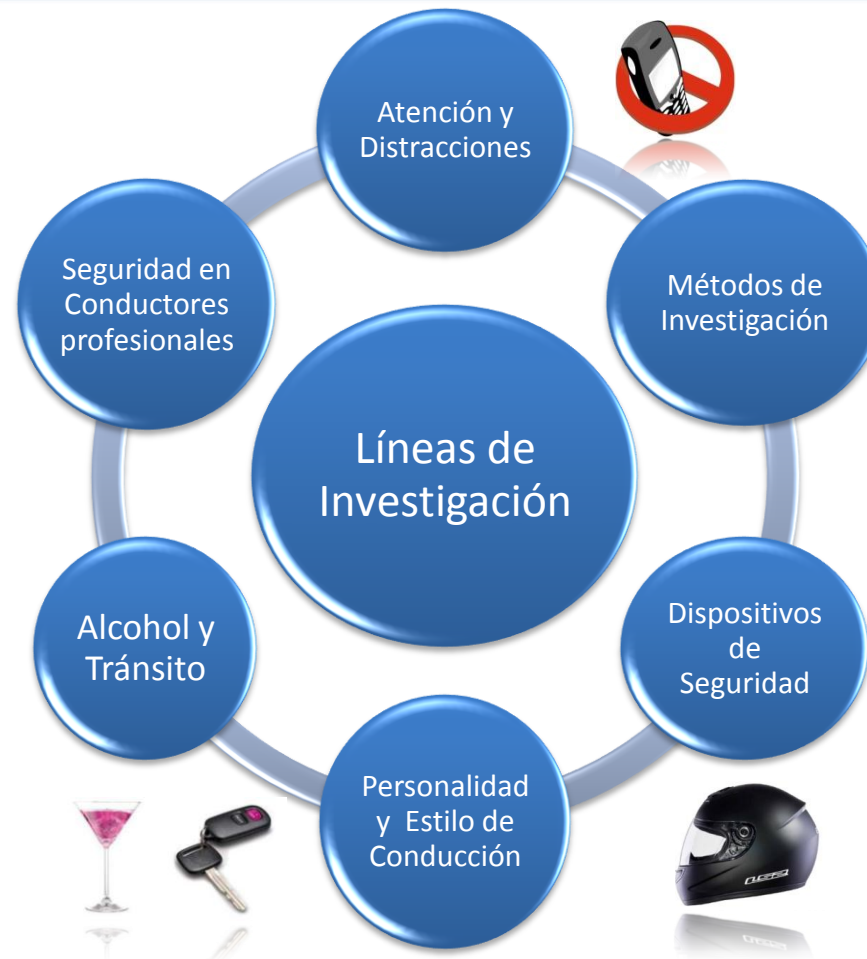 Atención y
Distracciones
Métodos de
Investigación
Dispositivos
de
Seguridad
Personalidad
y Estilo de
Conducción
Alcohol y
Tránsito
Seguridad en
Conductores
profesionales
Líneas de
Investigación